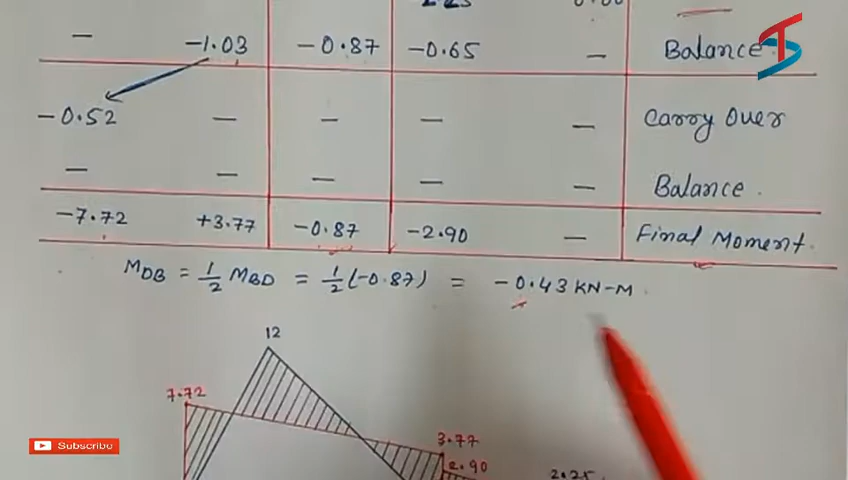 — -1.03 -0.87 -0.65 — Balance.
-0.52 — — — — Carry Over
— — — — — Balance.
-7.72 +3.77 -0.87 -2.90 — Final Moment.
MDB = 1/2 MBD = 1/2 (-0.87) = -0.43 KN-M.
12
7.72
3.77
2.90
2.25
Subscribe
TS